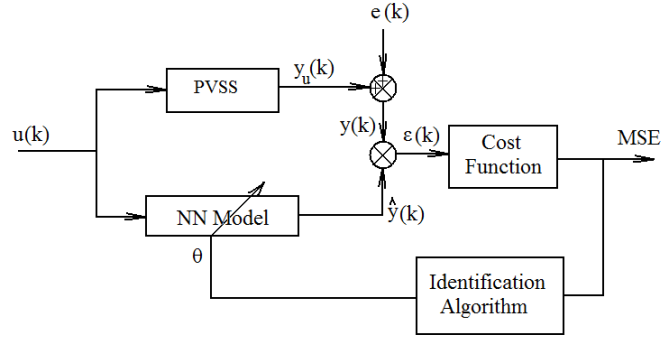 e(k)
PVSS
y_u(k)
u(k)
y(k)
ε(k)
Cost
Function
MSE
NN Model
ŷ(k)
θ
Identification
Algorithm